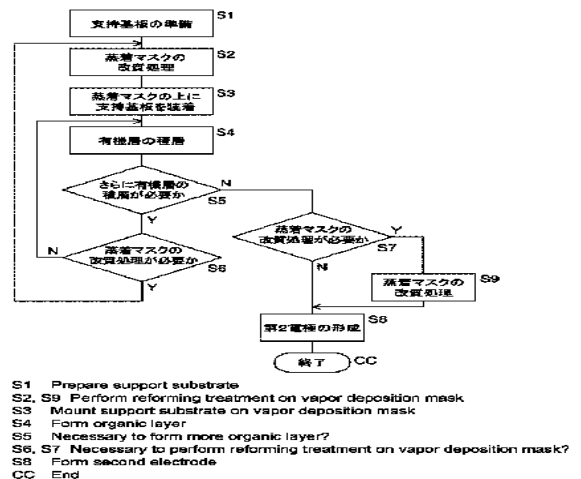 支持基板の準備 S1
蒸着マスクの
改質処理 S2
蒸着マスクの上に
支持基板を装着 S3
有機層の積層 S4
さらに有機層の
積層が必要か S5
N
Y
蒸着マスクの
改質処理が必要か S6
N
Y
蒸着マスクの
改質処理が必要か S7
Y
N
蒸着マスクの
改質処理 S9
第2電極の形成 S8
終了 CC
S1 Prepare support substrate
S2, S9 Perform reforming treatment on vapor deposition mask
S3 Mount support substrate on vapor deposition mask
S4 Form organic layer
S5 Necessary to form more organic layer?
S6, S7 Necessary to perform reforming treatment on vapor deposition mask?
S8 Form second electrode
CC End